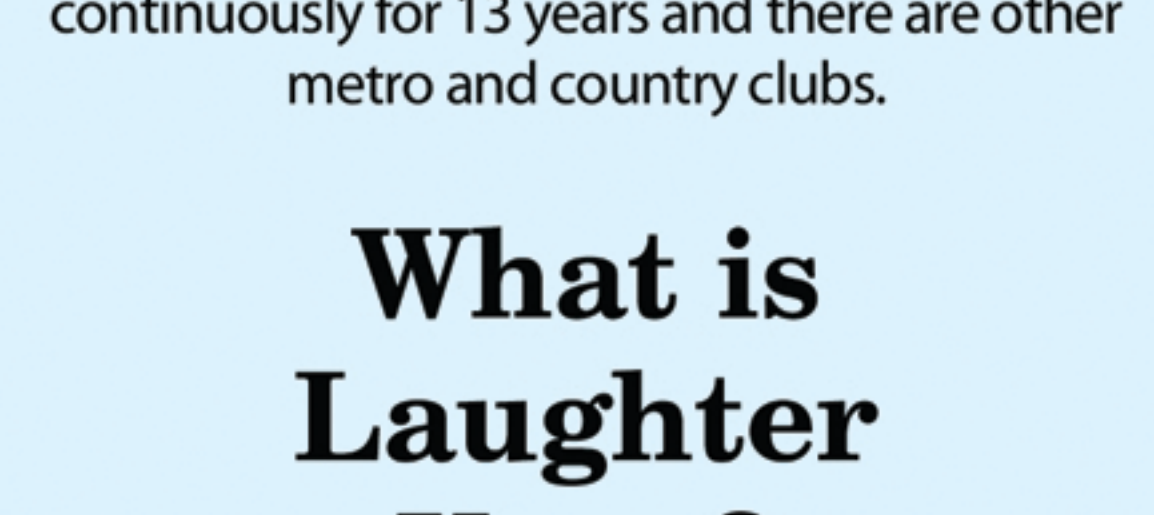 continuously for 13 years and there are other
metro and country clubs.
What is
Laughter